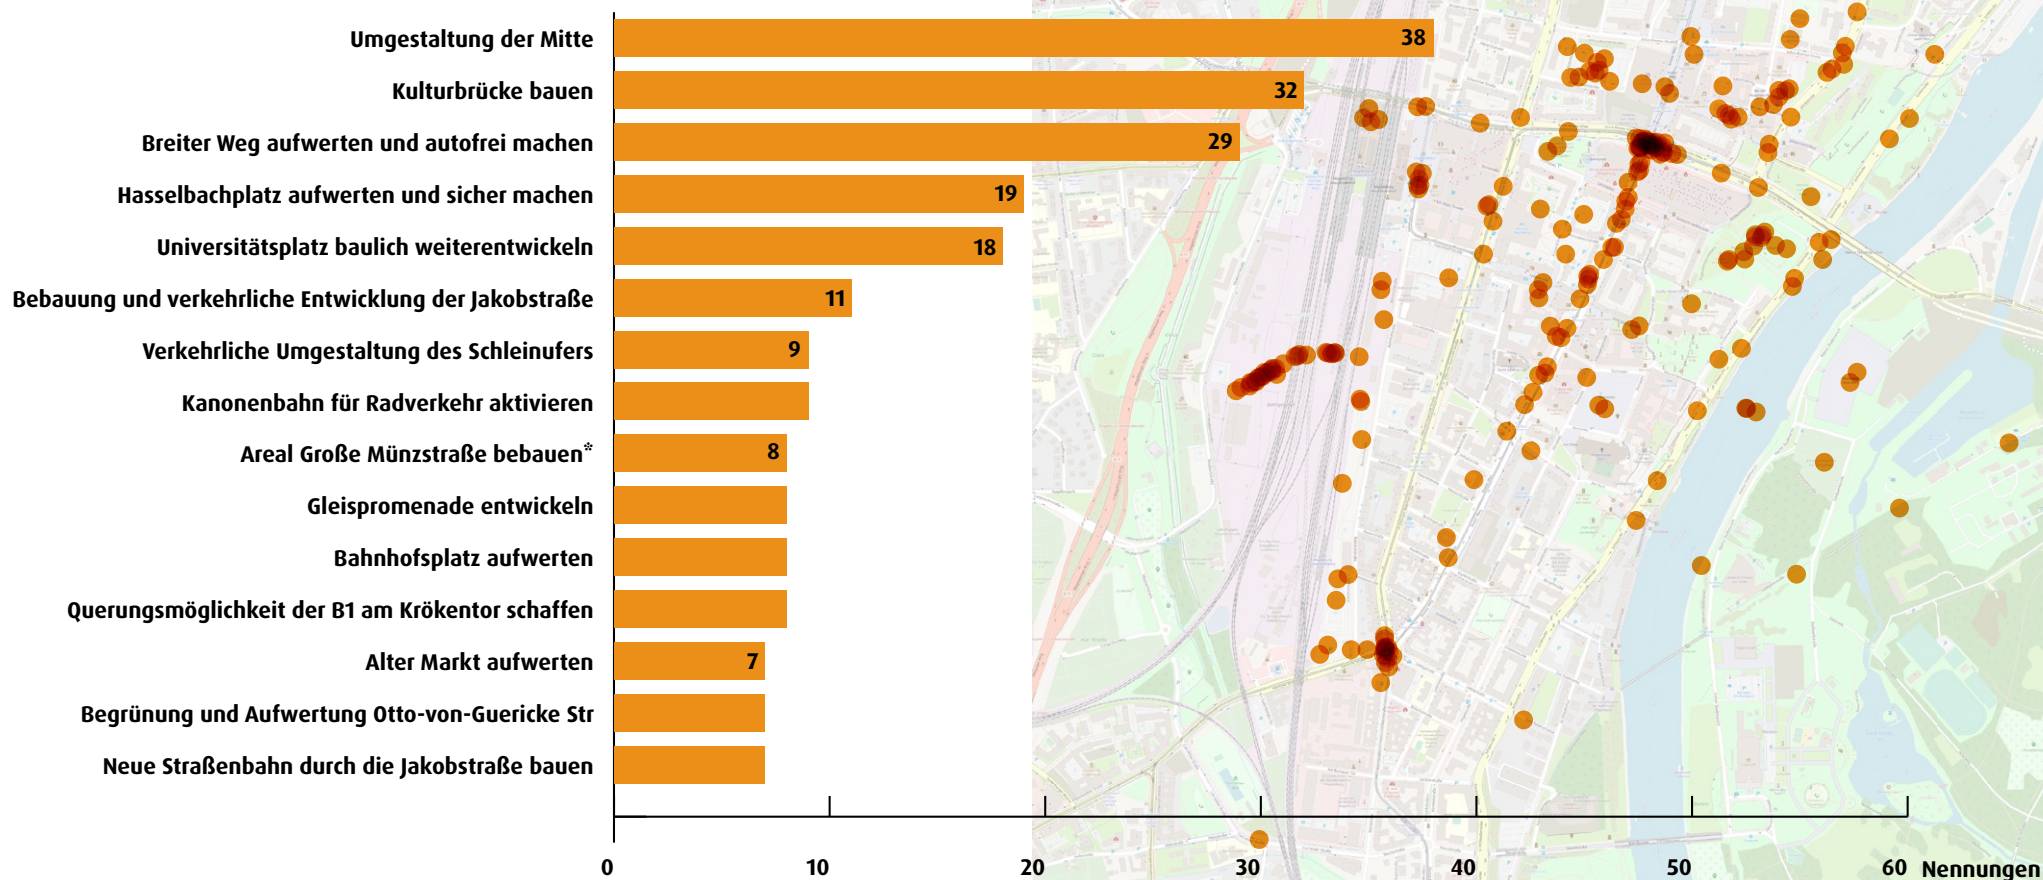 Umgestaltung der Mitte 38
Kulturbrücke bauen 32
Breiter Weg aufwerten und autofrei machen 29
Hasselbachplatz aufwerten und sicher machen 19
Universitätsplatz baulich weiterentwickeln 18
Bebauung und verkehrliche Entwicklung der Jakobstraße 11
Verkehrliche Umgestaltung des Schleinufers 9
Kanonenbahn für Radverkehr aktivieren
Areal Große Münzstraße bebauen* 8
Gleispromenade entwickeln
Bahnhofsplatz aufwerten
Querungsmöglichkeit der B1 am Krökentor schaffen
Alter Markt aufwerten 7
Begrünung und Aufwertung Otto-von-Guericke Str
Neue Straßenbahn durch die Jakobstraße bauen
0 10 20 30 40 50 60 Nennungen